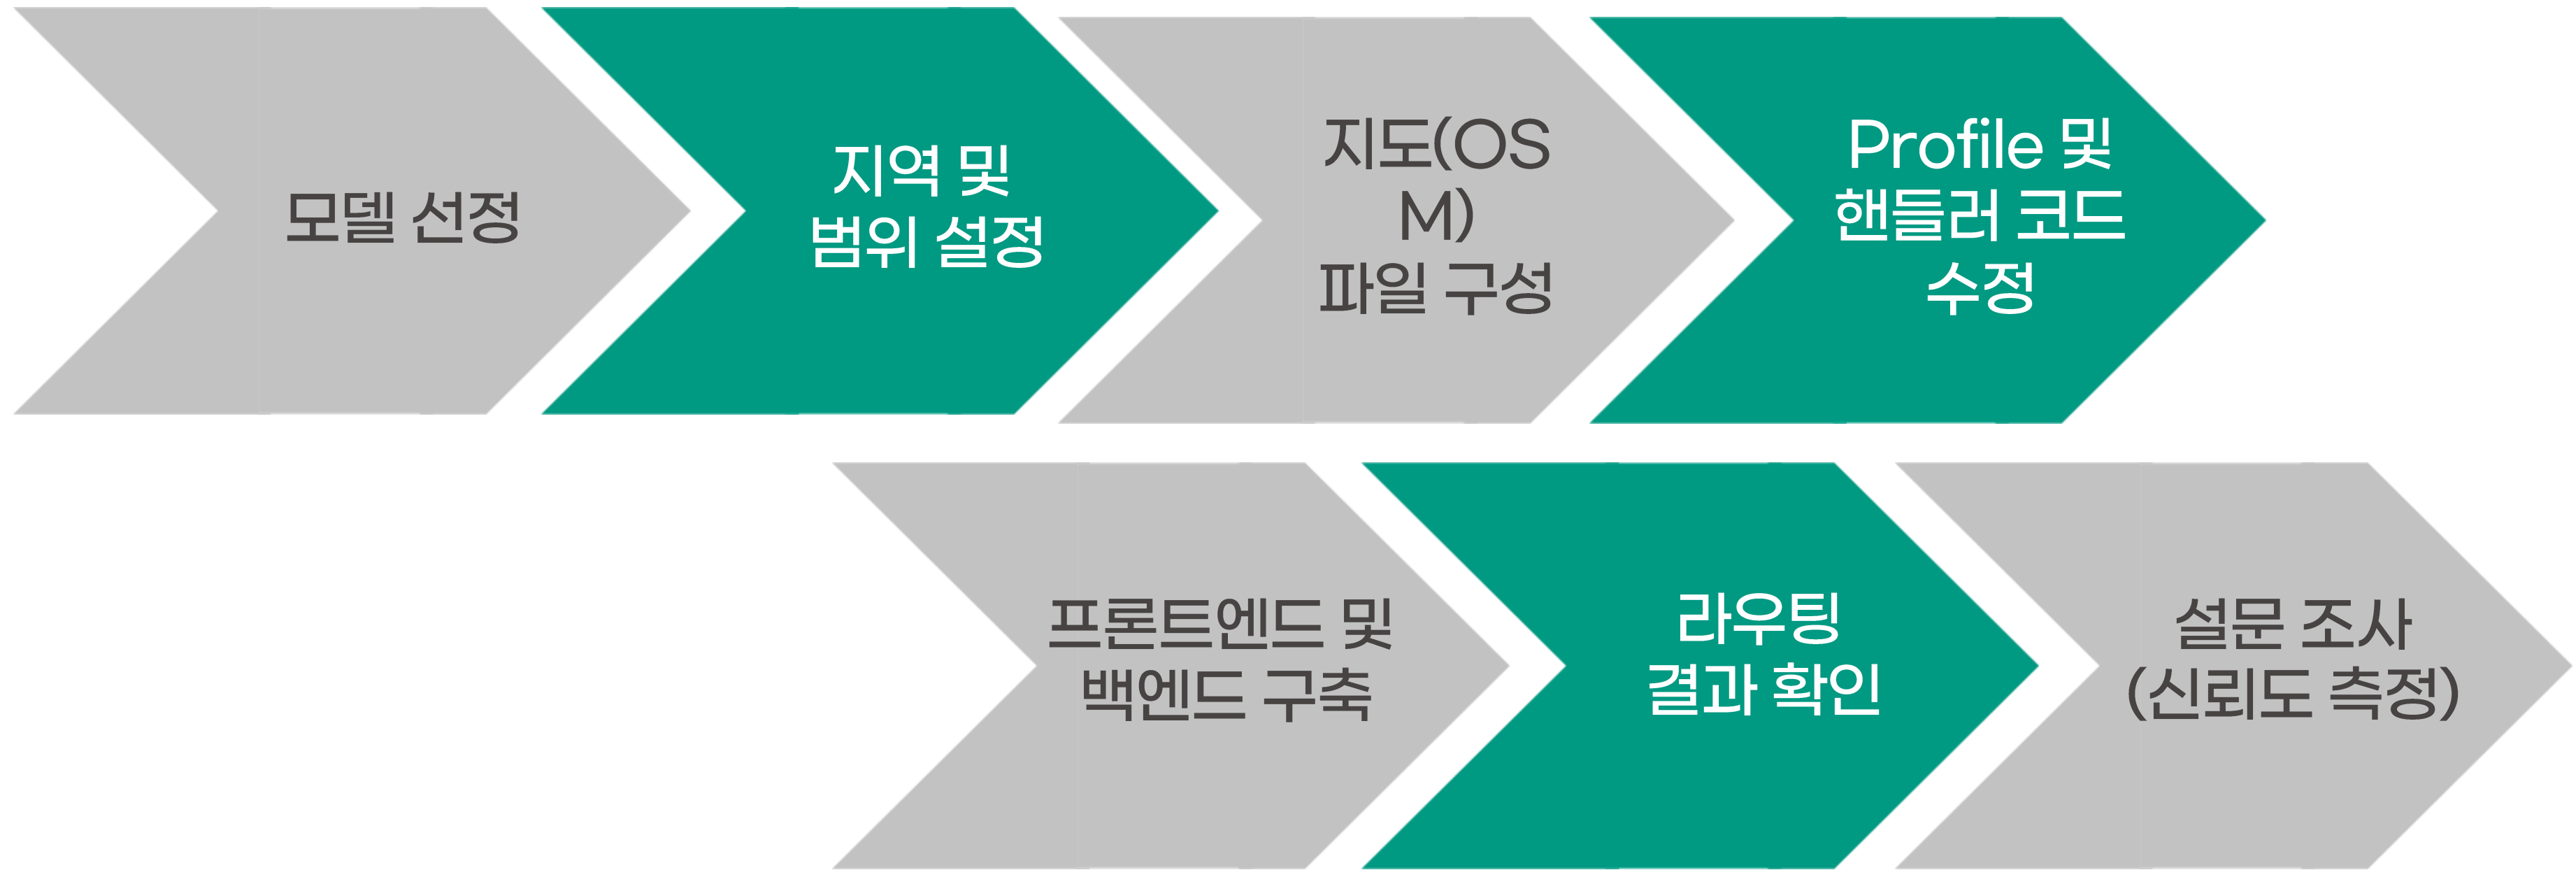 모델 선정
지역 및
범위 설정
지도(OS
M)
파일 구성
Profile 및
핸들러 코드
수정
프론트엔드 및
백엔드 구축
라우팅
결과 확인
설문 조사
(신뢰도 측정)